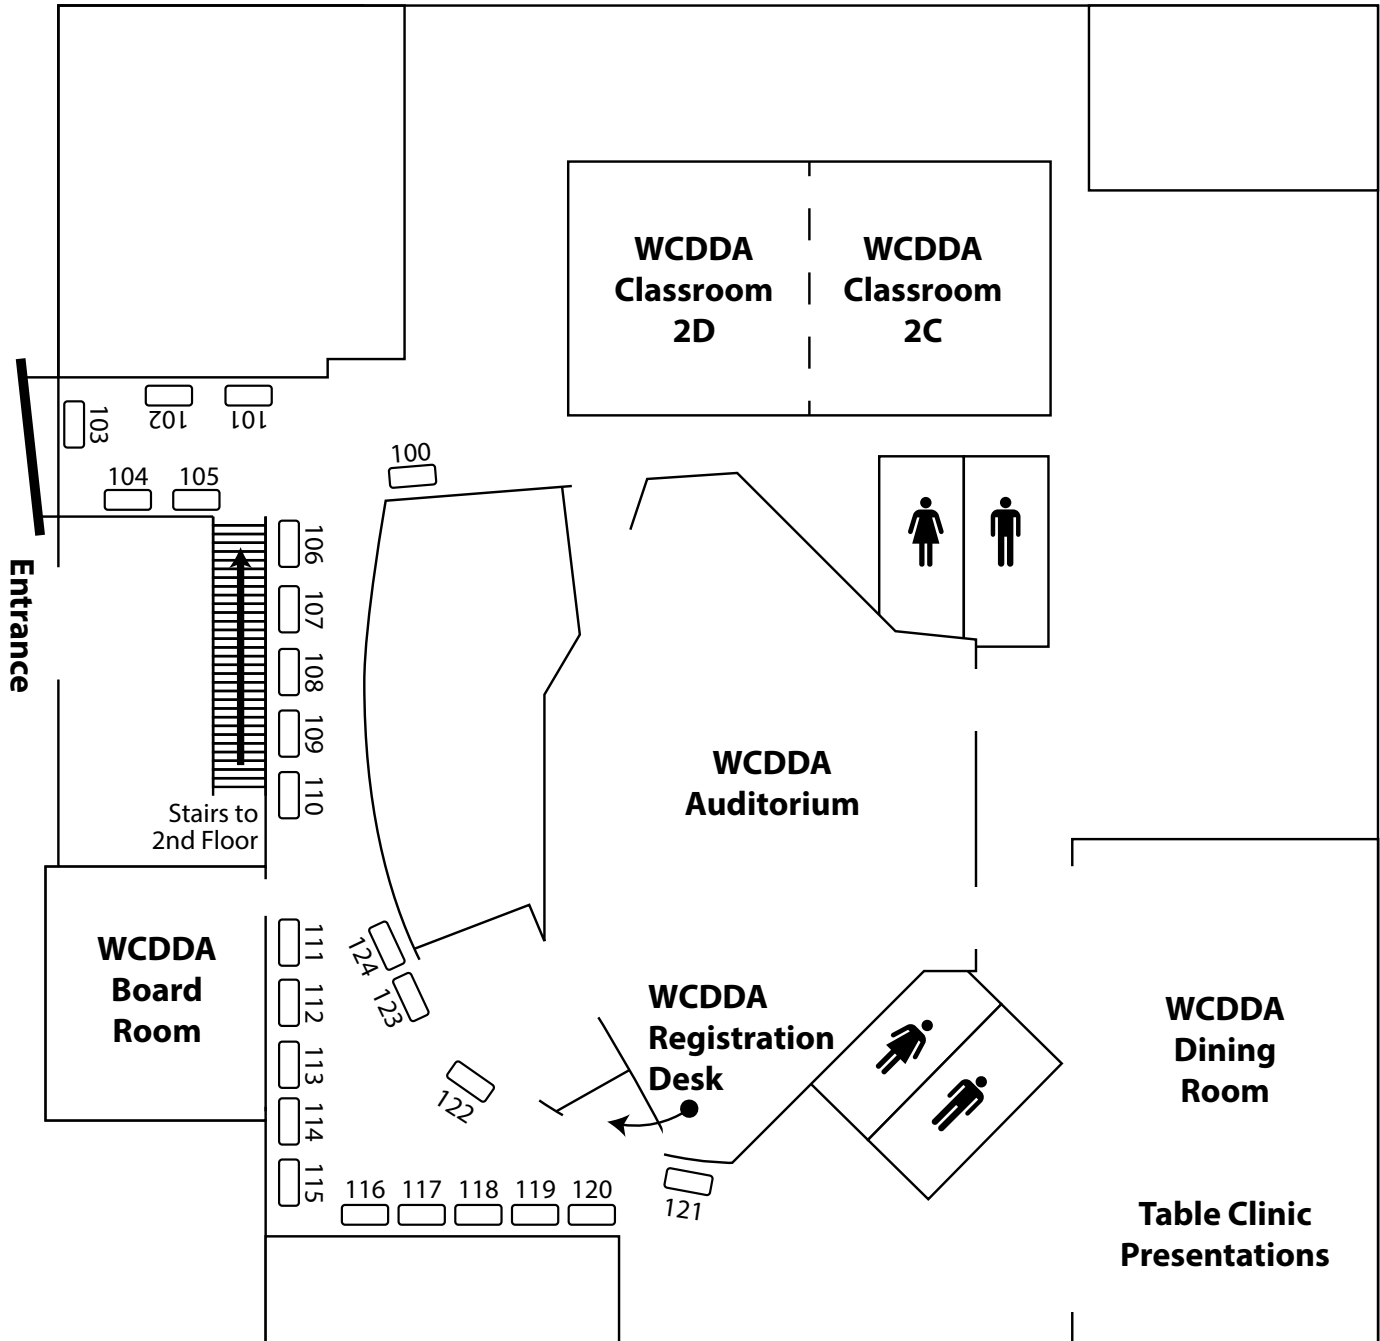 WCDDA
Classroom
2D
WCDDA
Classroom
2C
103
102
101
104
105
100
106
107
108
109
110
Entrance
Stairs to
2nd Floor
WCDDA
Auditorium
WCDDA
Board
Room
111
112
113
114
115
124
123
122
WCDDA
Registration
Desk
116
117
118
119
120
121
WCDDA
Dining
Room
Table Clinic
Presentations